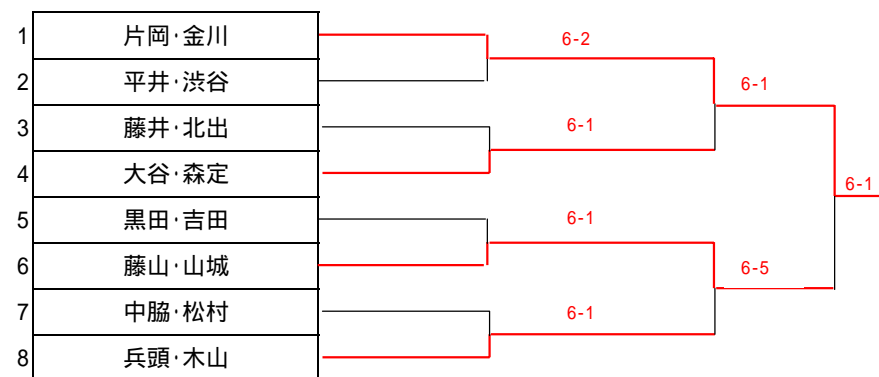 1 片岡・金川
2 平井・渋谷
3 藤井・北出
4 大谷・森定
5 黒田・吉田
6 藤山・山城
7 中脇・松村
8 兵頭・木山
6-2
6-1
6-1
6-1
6-1
6-5
6-1